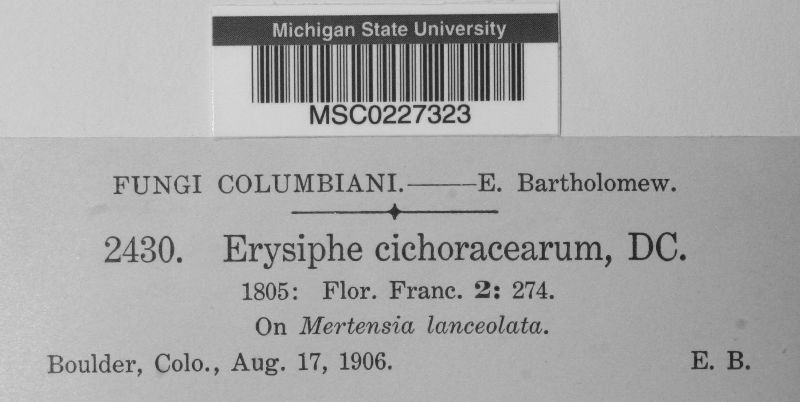 Michigan State University
MSC0227323
FUNGI COLUMBIANI.——E. Bartholomew.
2430. Erysiphe cichoracearum, DC.
1805: Flor. Franc. 2: 274.
On Mertensia lanceolata.
Boulder, Colo., Aug. 17, 1906. E. B.